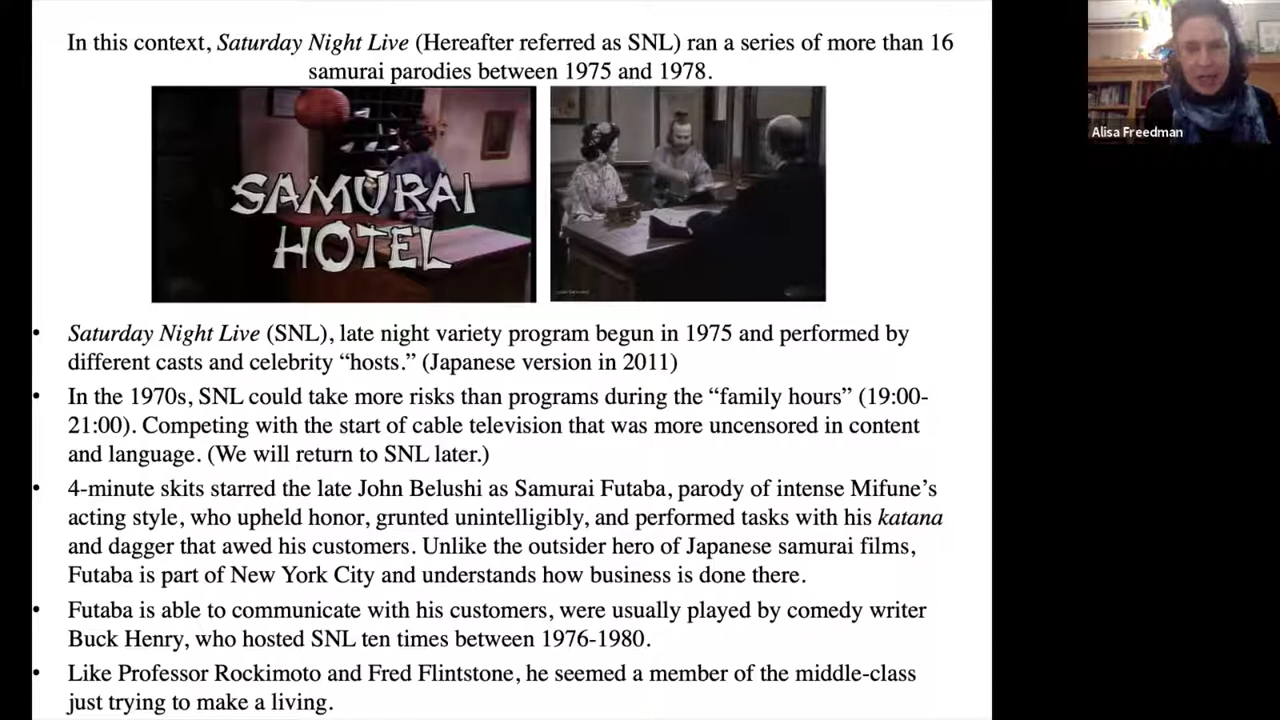 In this context, Saturday Night Live (Hereafter referred as SNL) ran a series of more than 16
samurai parodies between 1975 and 1978.
Alisa Freedman
SAMURAI
HOTEL
• Saturday Night Live (SNL), late night variety program begun in 1975 and performed by
different casts and celebrity “hosts.” (Japanese version in 2011)
• In the 1970s, SNL could take more risks than programs during the “family hours” (19:00-
21:00). Competing with the start of cable television that was more uncensored in content
and language. (We will return to SNL later.)
• 4-minute skits starred the late John Belushi as Samurai Futaba, parody of intense Mifune’s
acting style, who upheld honor, grunted unintelligibly, and performed tasks with his katana
and dagger that awed his customers. Unlike the outsider hero of Japanese samurai films,
Futaba is part of New York City and understands how business is done there.
• Futaba is able to communicate with his customers, were usually played by comedy writer
Buck Henry, who hosted SNL ten times between 1976-1980.
• Like Professor Rockimoto and Fred Flintstone, he seemed a member of the middle-class
just trying to make a living.